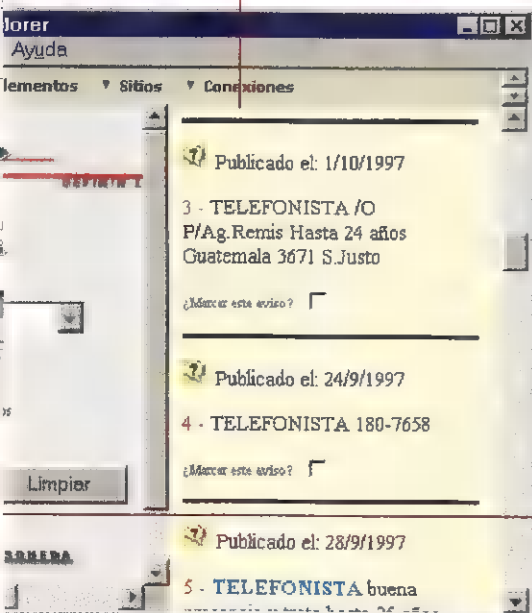 lorer
Ayuda
lementos Sitios Conexiones
Publicado el: 1/10/1997
3 - TELEFONISTA /O
P/Ag.Remis Hasta 24 años
Guatemala 3671 S.Justo
¿Marcar este aviso?
Publicado el: 24/9/1997
4 - TELEFONISTA 180-7658
¿Marcar este aviso?
Limpiar
Publicado el: 28/9/1997
5 - TELEFONISTA buena